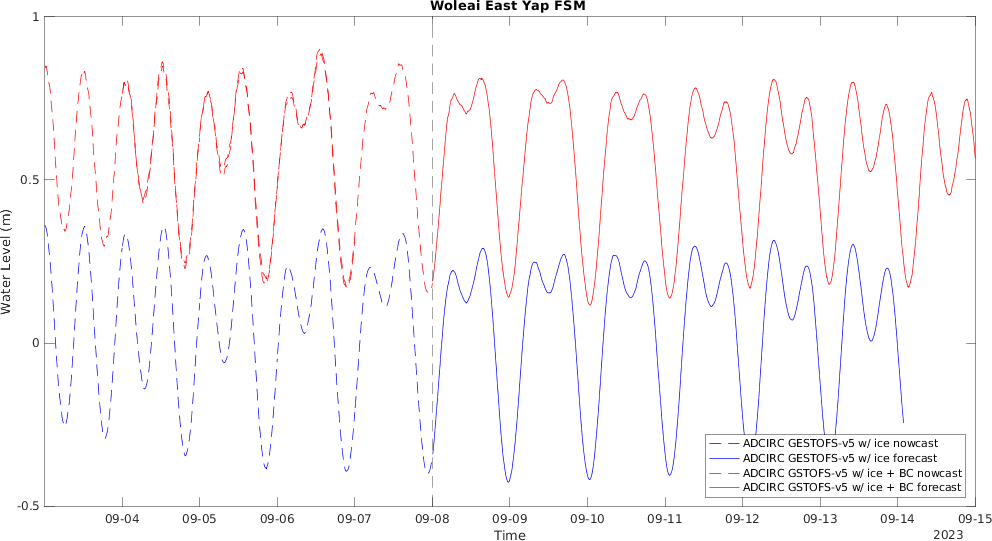 Woleai East Yap FSM
1
0.5
0
-0.5
Water Level (m)
ADCIRC GESTOFS-v5 w/ ice nowcast
ADCIRC GESTOFS-v5 w/ ice forecast
ADCIRC GSTOFS-v5 w/ ice + BC nowcast
ADCIRC GSTOFS-v5 w/ ice + BC forecast
09-04 09-05 09-06 09-07 09-08 09-09 09-10 09-11 09-12 09-13 09-14 09-15
Time
2023